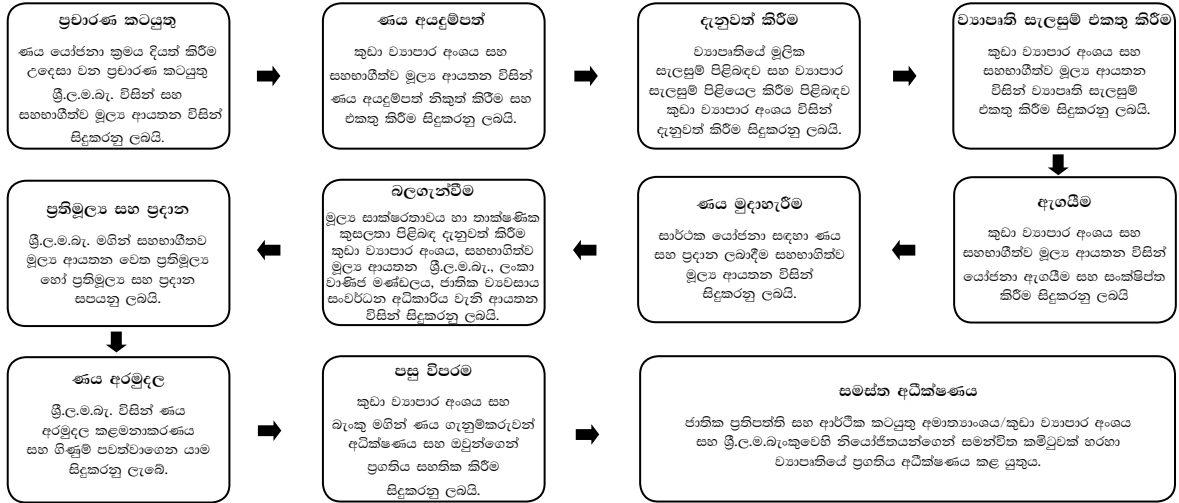 ප්‍රචාරණ කටයුතු
ණය යෝජනා ක්‍රමය දියත් කිරීම
උදෙසා වන ප්‍රචාරණ කටයුතු
ශ්‍රී.ල.ම.බැ. විසින් සහ
සහභාගීත්ව මූල්‍ය ආයතන විසින්
සිදුකරනු ලබයි.
ණය අයදුම්පත්
කුඩා ව්‍යාපාර අංශය සහ
සහභාගීත්ව මූල්‍ය ආයතන විසින්
ණය අයදුම්පත් නිකුත් කිරීම සහ
එකතු කිරීම සිදුකරනු ලබයි.
දැනුවත් කිරීම
ව්‍යාපෘතියේ මූලික
සැලසුම් පිළිබඳව සහ ව්‍යාපාර
සැලසුම් පිළියෙල කිරීම පිළිබඳව
කුඩා ව්‍යාපාර අංශය විසින්
දැනුවත් කිරීම සිදුකරනු ලබයි.
ව්‍යාපෘති සැලසුම් එකතු කිරීම
කුඩා ව්‍යාපාර අංශය සහ
සහභාගීත්ව මූල්‍ය ආයතන
විසින් ව්‍යාපෘති සැලසුම්
එකතු කිරීම සිදුකරනු ලබයි.
ඇගයීම
කුඩා ව්‍යාපාර අංශය සහ
සහභාගීත්ව මූල්‍ය ආයතන විසින්
යෝජනා ඇගයීම සහ සංක්ෂිප්ත
කිරීම සිදුකරනු ලබයි
ණය මුදාහැරීම
සාර්ථක යෝජනා සඳහා ණය
සහ ප්‍රදාන ලබාදීම සහභාගිත්ව
මූල්‍ය ආයතන විසින්
සිදුකරනු ලබයි.
බලගැන්වීම
මූල්‍ය සාක්ෂරතාවය හා තාක්ෂණික
කුසලතා පිළිබඳ දැනුවත් කිරීම
කුඩා ව්‍යාපාර අංශය, සහභාගිත්ව
මූල්‍ය ආයතන ශ්‍රී.ල.ම.බැ., ලංකා
වාණිජ මණ්ඩලය, ජාතික ව්‍යවසාය
සංවර්ධන අධිකාරිය වැනි ආයතන
විසින් සිදුකරනු ලබයි.
ප්‍රතිමූල්‍ය සහ ප්‍රදාන
ශ්‍රී.ල.ම.බැ. මගින් සහභාගීතව
මූල්‍ය ආයතන වෙත ප්‍රතිමූල්‍ය
හෝ ප්‍රතිමූල්‍ය සහ ප්‍රදාන
සපයනු ලබයි.
ණය අරමුදල
ශ්‍රී.ල.ම.බැ. විසින් ණය
අරමුදල කළමනාකරණය
සහ ගිණුම් පවත්වාගෙන යාම
සිදුකරනු ලැබේ.
පසු විපරම
කුඩා ව්‍යාපාර අංශය සහ
බැංකු මගින් ණය ගැනුම්කරුවන්
අධික්ෂණය සහ ඔවුන්ගෙන්
ප්‍රගතිය සහතික කිරීම
සිදුකරනු ලබයි.
සමස්ත අධීක්ෂණය
ජාතික ප්‍රතිපත්ති සහ ආර්ථික කටයුතු අමාත්‍යාංශය/කුඩා ව්‍යාපාර අංශය
සහ ශ්‍රී.ල.ම.බැංකුවෙහි නියෝජිතයන්ගෙන් සමන්විත කමිටුවක් හරහා
ව්‍යාපෘතියේ ප්‍රගතිය අධීක්ෂණය කළ යුතුය.